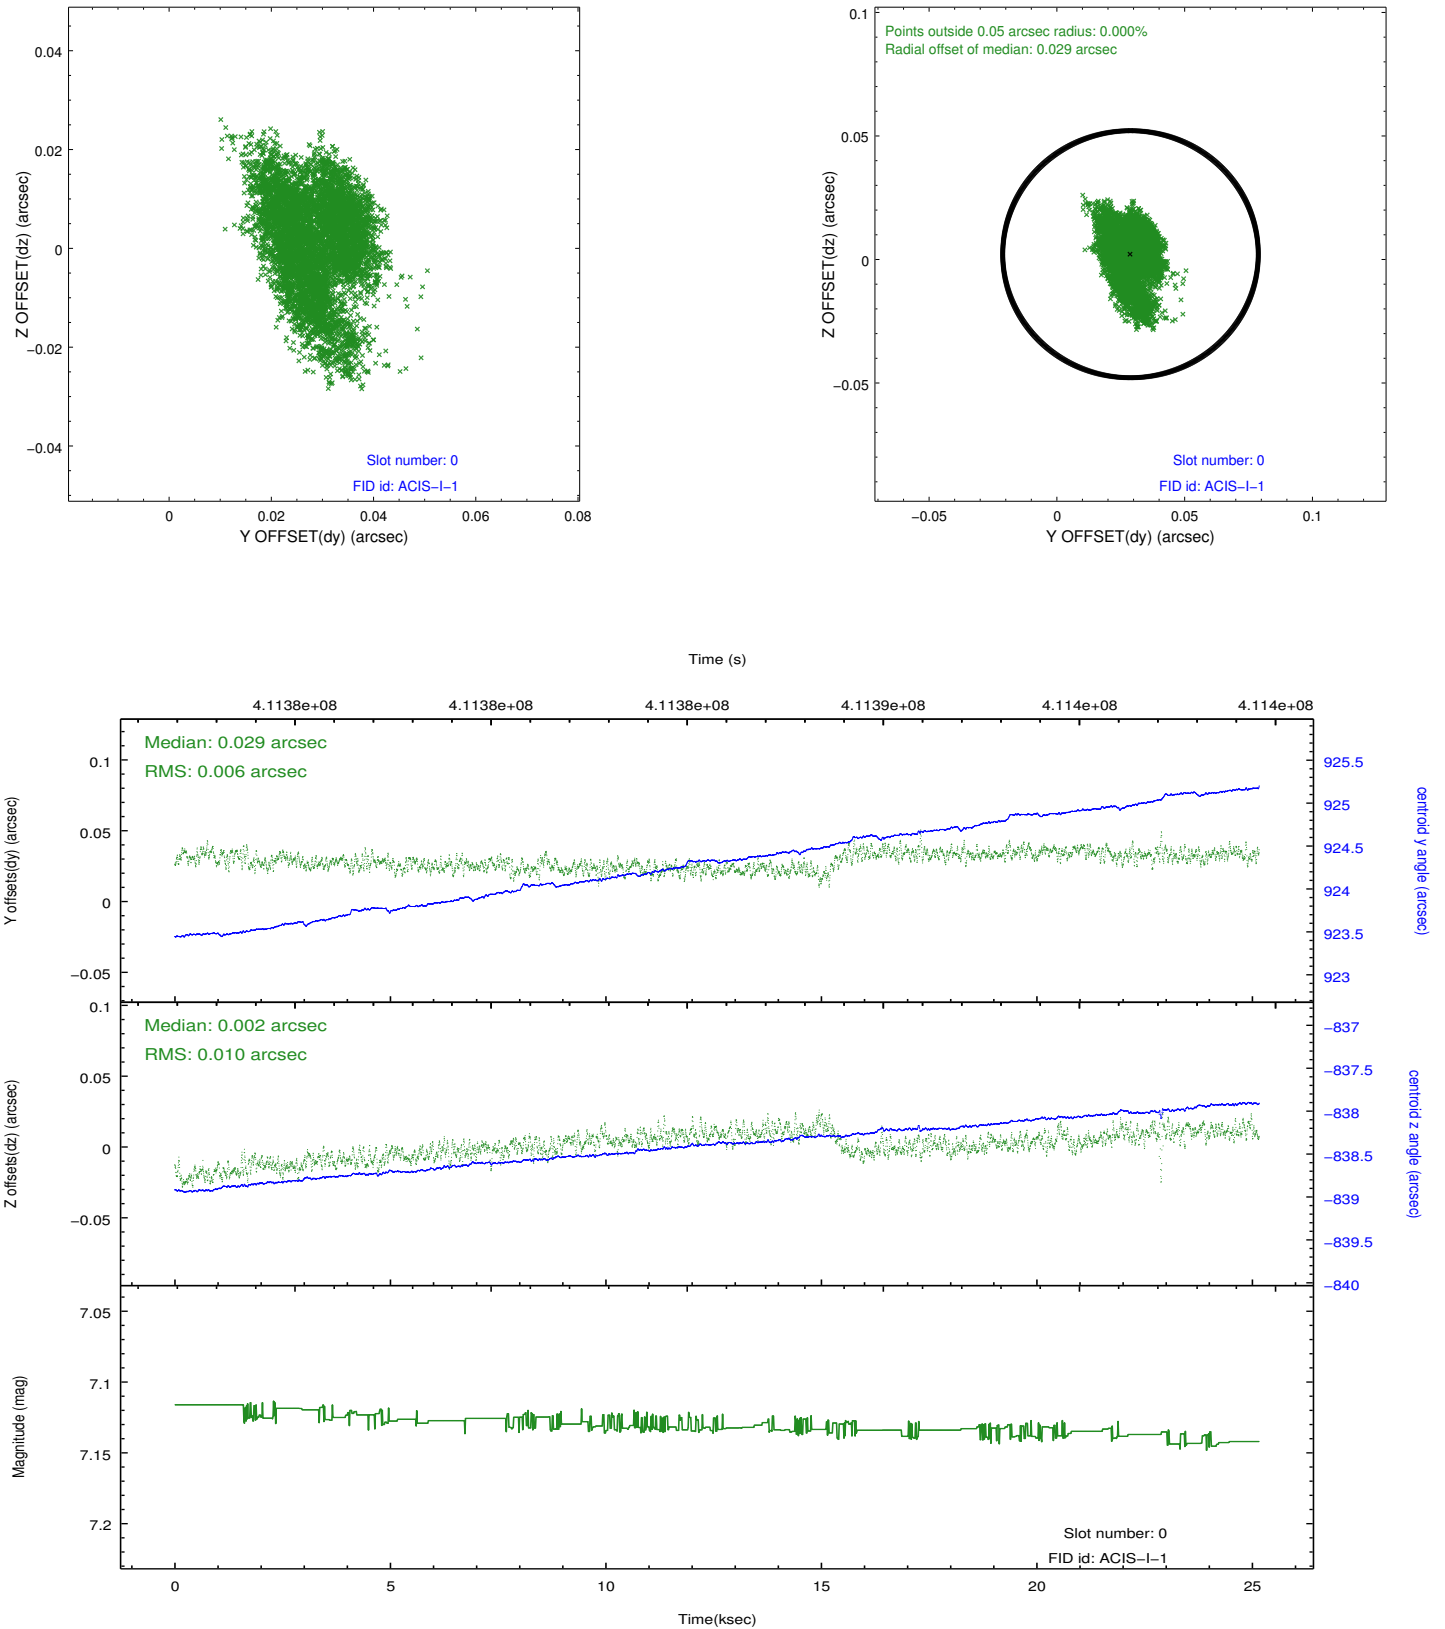 0.04
0.02
0
−0.02
−0.04
Z OFFSET(dz) (arcsec)
Slot number: 0
FID id: ACIS−I−1
0
0.02
0.04
0.06
0.08
Y OFFSET(dy) (arcsec)
Points outside 0.05 arcsec radius: 0.000%
Radial offset of median: 0.029 arcsec
0.1
0.05
0
−0.05
Z OFFSET(dz) (arcsec)
Slot number: 0
FID id: ACIS−I−1
−0.05
0
0.05
0.1
Y OFFSET(dy) (arcsec)
Time (s)
4.1138e+08
4.1138e+08
4.1138e+08
4.1139e+08
4.114e+08
4.114e+08
Median: 0.029 arcsec
RMS: 0.006 arcsec
0.1
0.05
0
−0.05
Y offsets(dy) (arcsec)
925.5
925
924.5
924
923.5
923
centroid y angle (arcsec)
Median: 0.002 arcsec
RMS: 0.010 arcsec
0.1
0.05
0
−0.05
Z offsets(dz) (arcsec)
−837
−837.5
−838
−838.5
−839
−839.5
−840
centroid z angle (arcsec)
7.05
7.1
7.15
7.2
Magnitude (mag)
Slot number: 0
FID id: ACIS−I−1
0
5
10
15
20
25
Time(ksec)